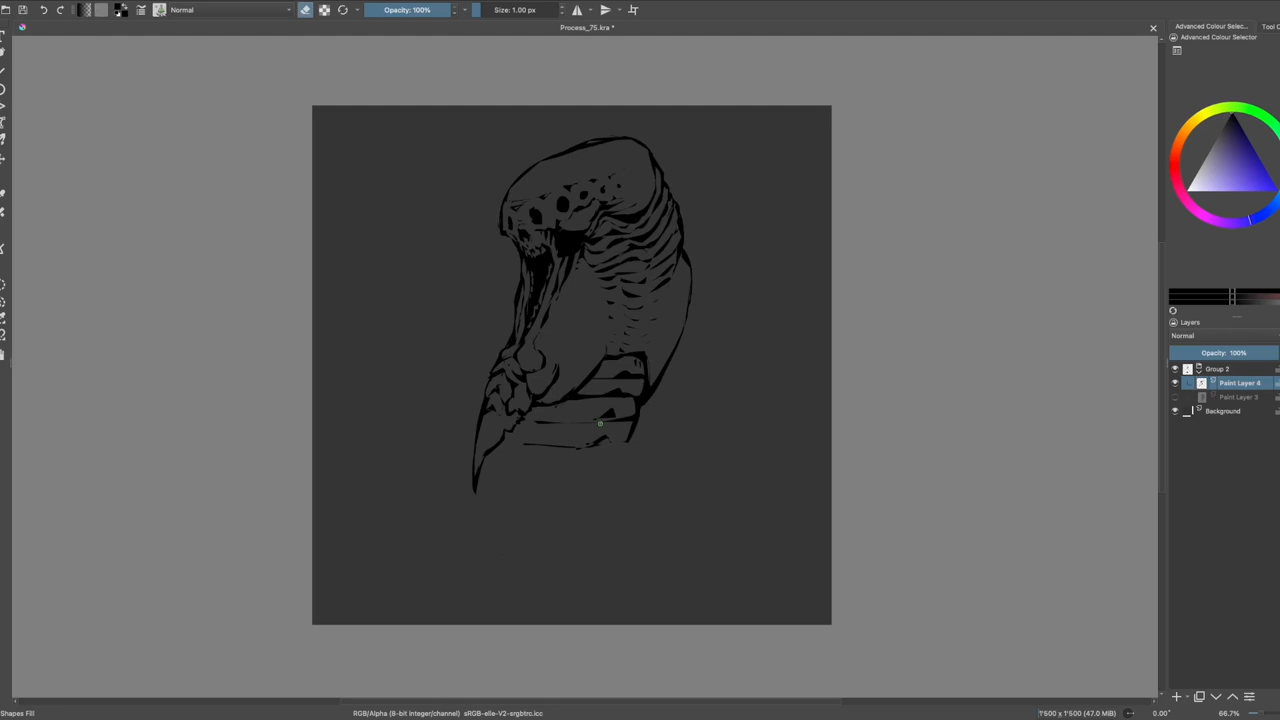 Normal
Opacity: 100%
Size: 1.00 px
Process_75.kra *
Advanced Colour Selec...
Tool
Advanced Colour Selector
Layers
Normal
Opacity: 100%
Group 2
Paint Layer 4
Paint Layer 3
Background
Shapes Fill
RGB/Alpha (8-bit integer/channel) sRGB-elle-V2-srgbtrc.icc
1'500 x 1'500 (47.0 MiB)
0.00°
66.7%